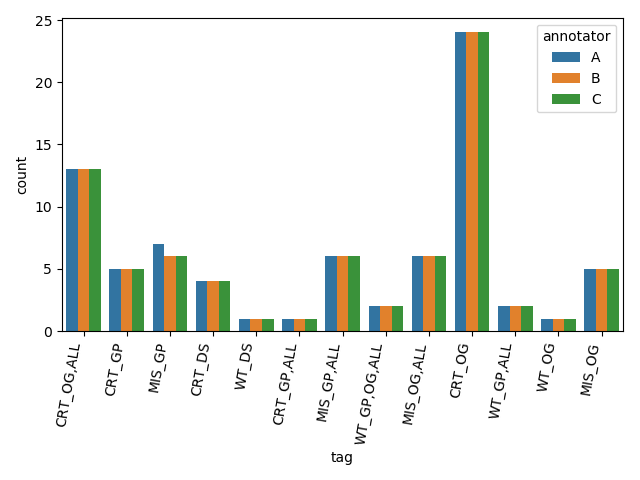 annotator
A
B
C
25
20
15
10
5
0
count
CRT_OG,ALL
CRT_GP
MIS_GP
CRT_DS
WT_DS
CRT_GP,ALL
MIS_GP,ALL
WT_GP,OG,ALL
MIS_OG,ALL
CRT_OG
WT_GP,ALL
WT_OG
MIS_OG
tag